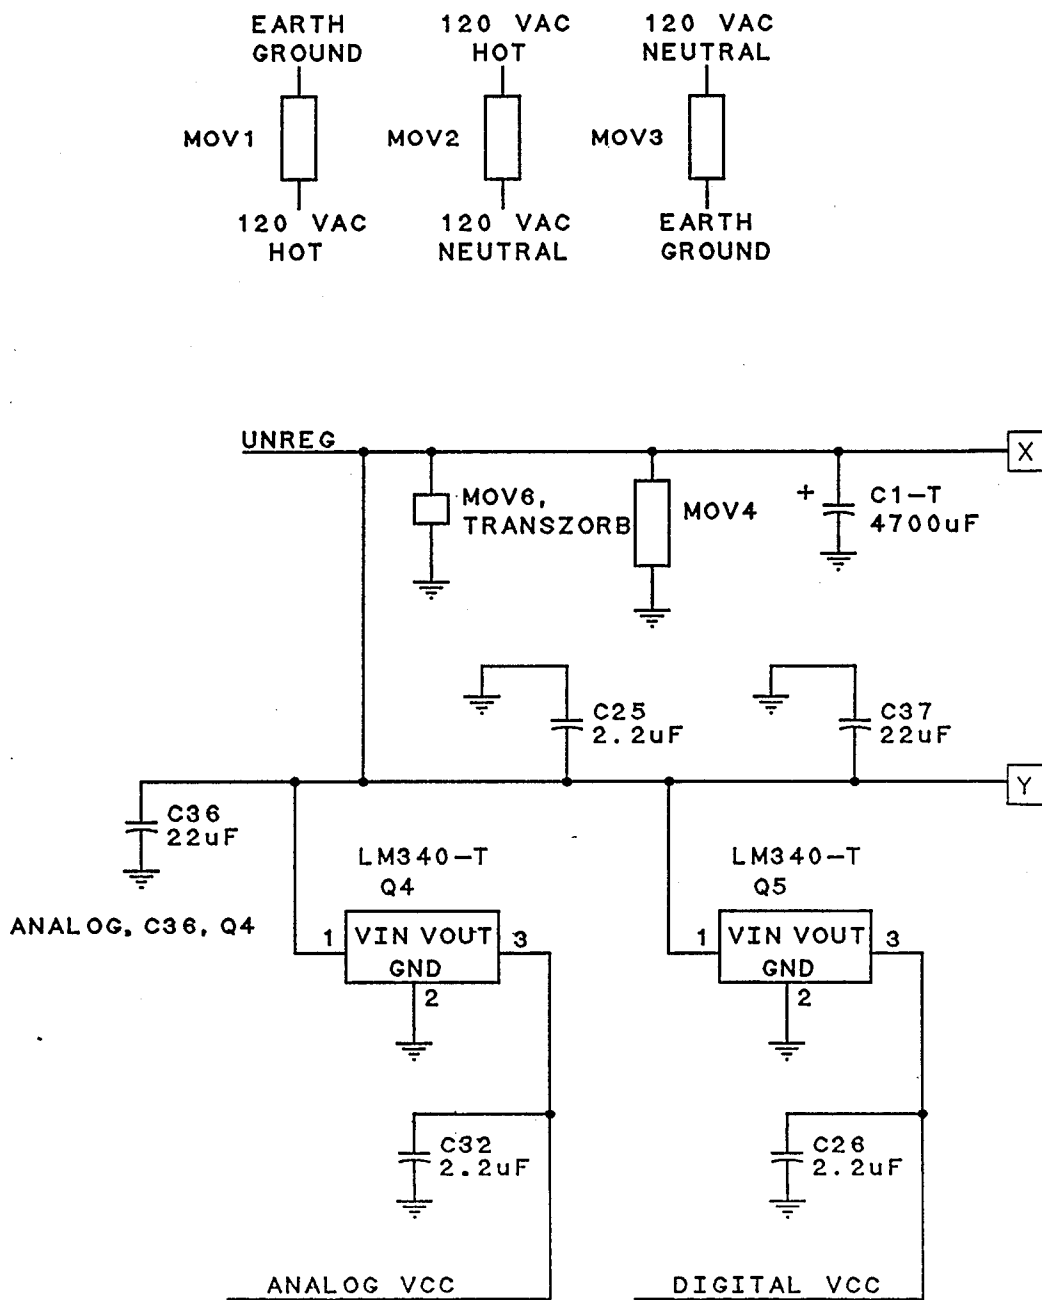 EARTH GROUND
120 VAC HOT
120 VAC NEUTRAL
MOV1
MOV2
MOV3
120 VAC HOT
120 VAC NEUTRAL
EARTH GROUND
UNREG
X
MOV6, TRANSZORB
MOV4
+
C1-T
4700uF
C25
2.2uF
C37
22uF
Y
C36
22uF
LM340-T
Q4
LM340-T
Q5
ANALOG, C36, Q4
1
VIN VOUT
3
GND
2
1
VIN VOUT
3
GND
2
C32
2.2uF
C26
2.2uF
ANALOG VCC
DIGITAL VCC